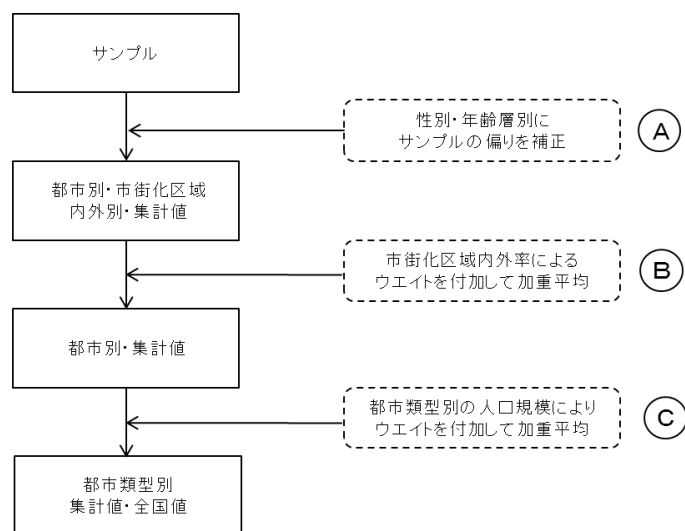 サンプル
性別・年齢層別に
サンプルの偏りを補正
A
都市別・市街化区域
内外別・集計値
市街化区域内外率による
ウエイトを付加して加重平均
B
都市別・集計値
都市類型別の人口規模により
ウエイトを付加して加重平均
C
都市類型別
集計値・全国値